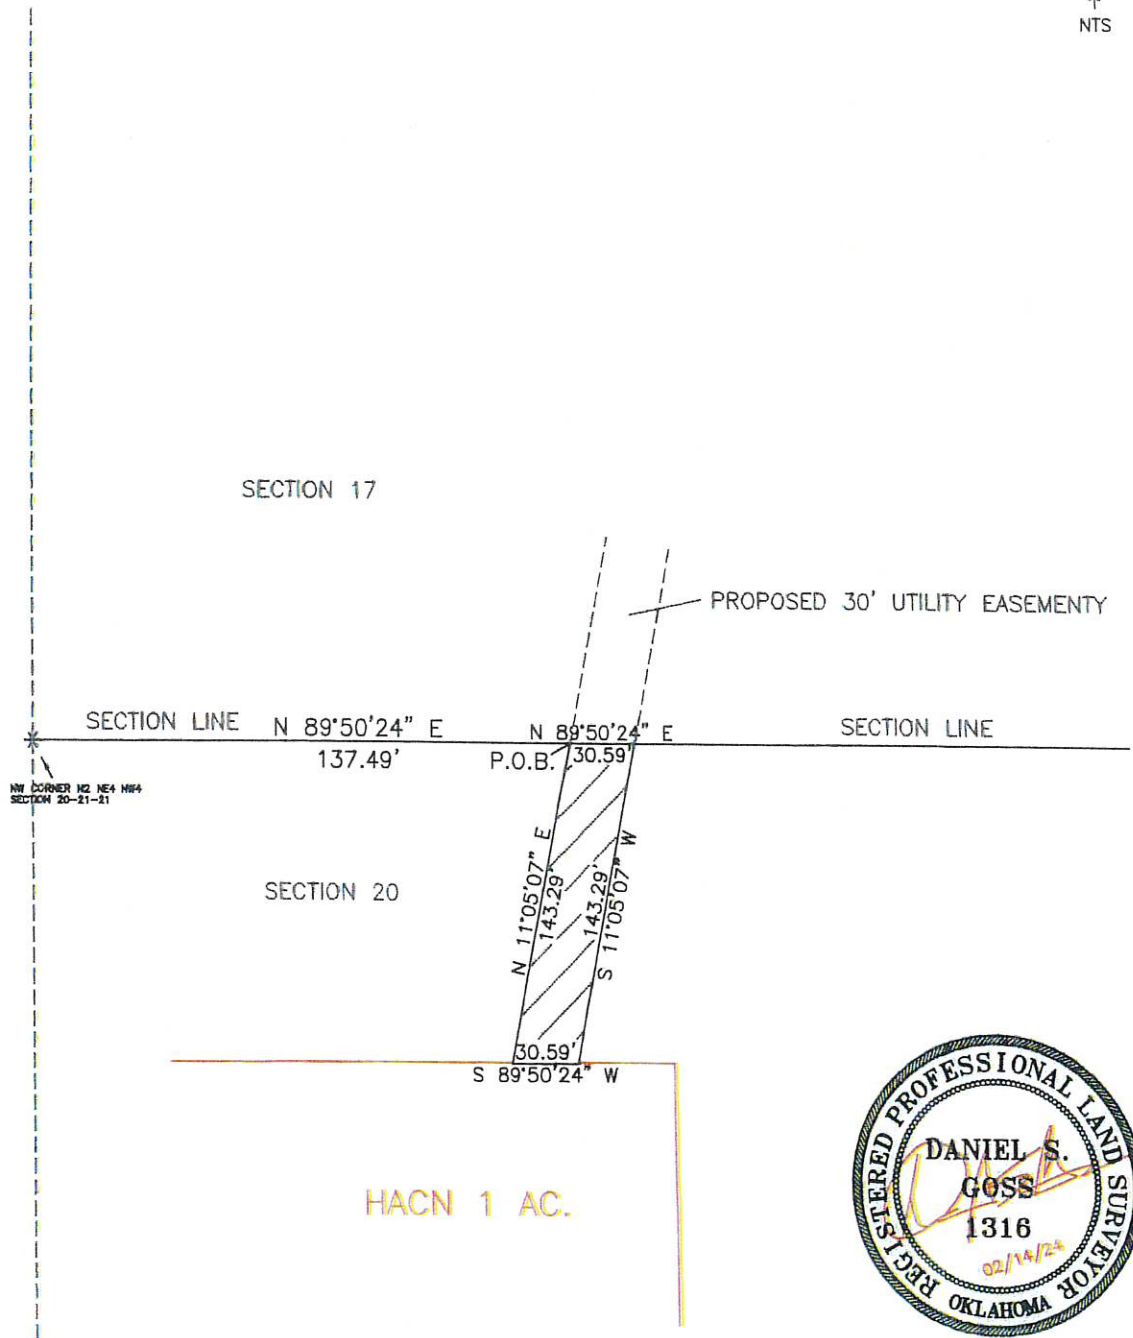 NTS
SECTION 17
PROPOSED 30' UTILITY EASEMENTY
SECTION LINE
N 89°50'24" E
137.49'
N 89°50'24" E
30.59'
P.O.B.
SECTION LINE
NW CORNER N2 NE4 NW4
SECTION 20-21-21
SECTION 20
N 11°05'07" E
143.29'
143.29'
S 11°05'07" W
30.59'
S 89°50'24" W
HACN 1 AC.
REGISTERED PROFESSIONAL LAND SURVEYOR
DANIEL S.
GOSS
1316
02/14/24
OKLAHOMA